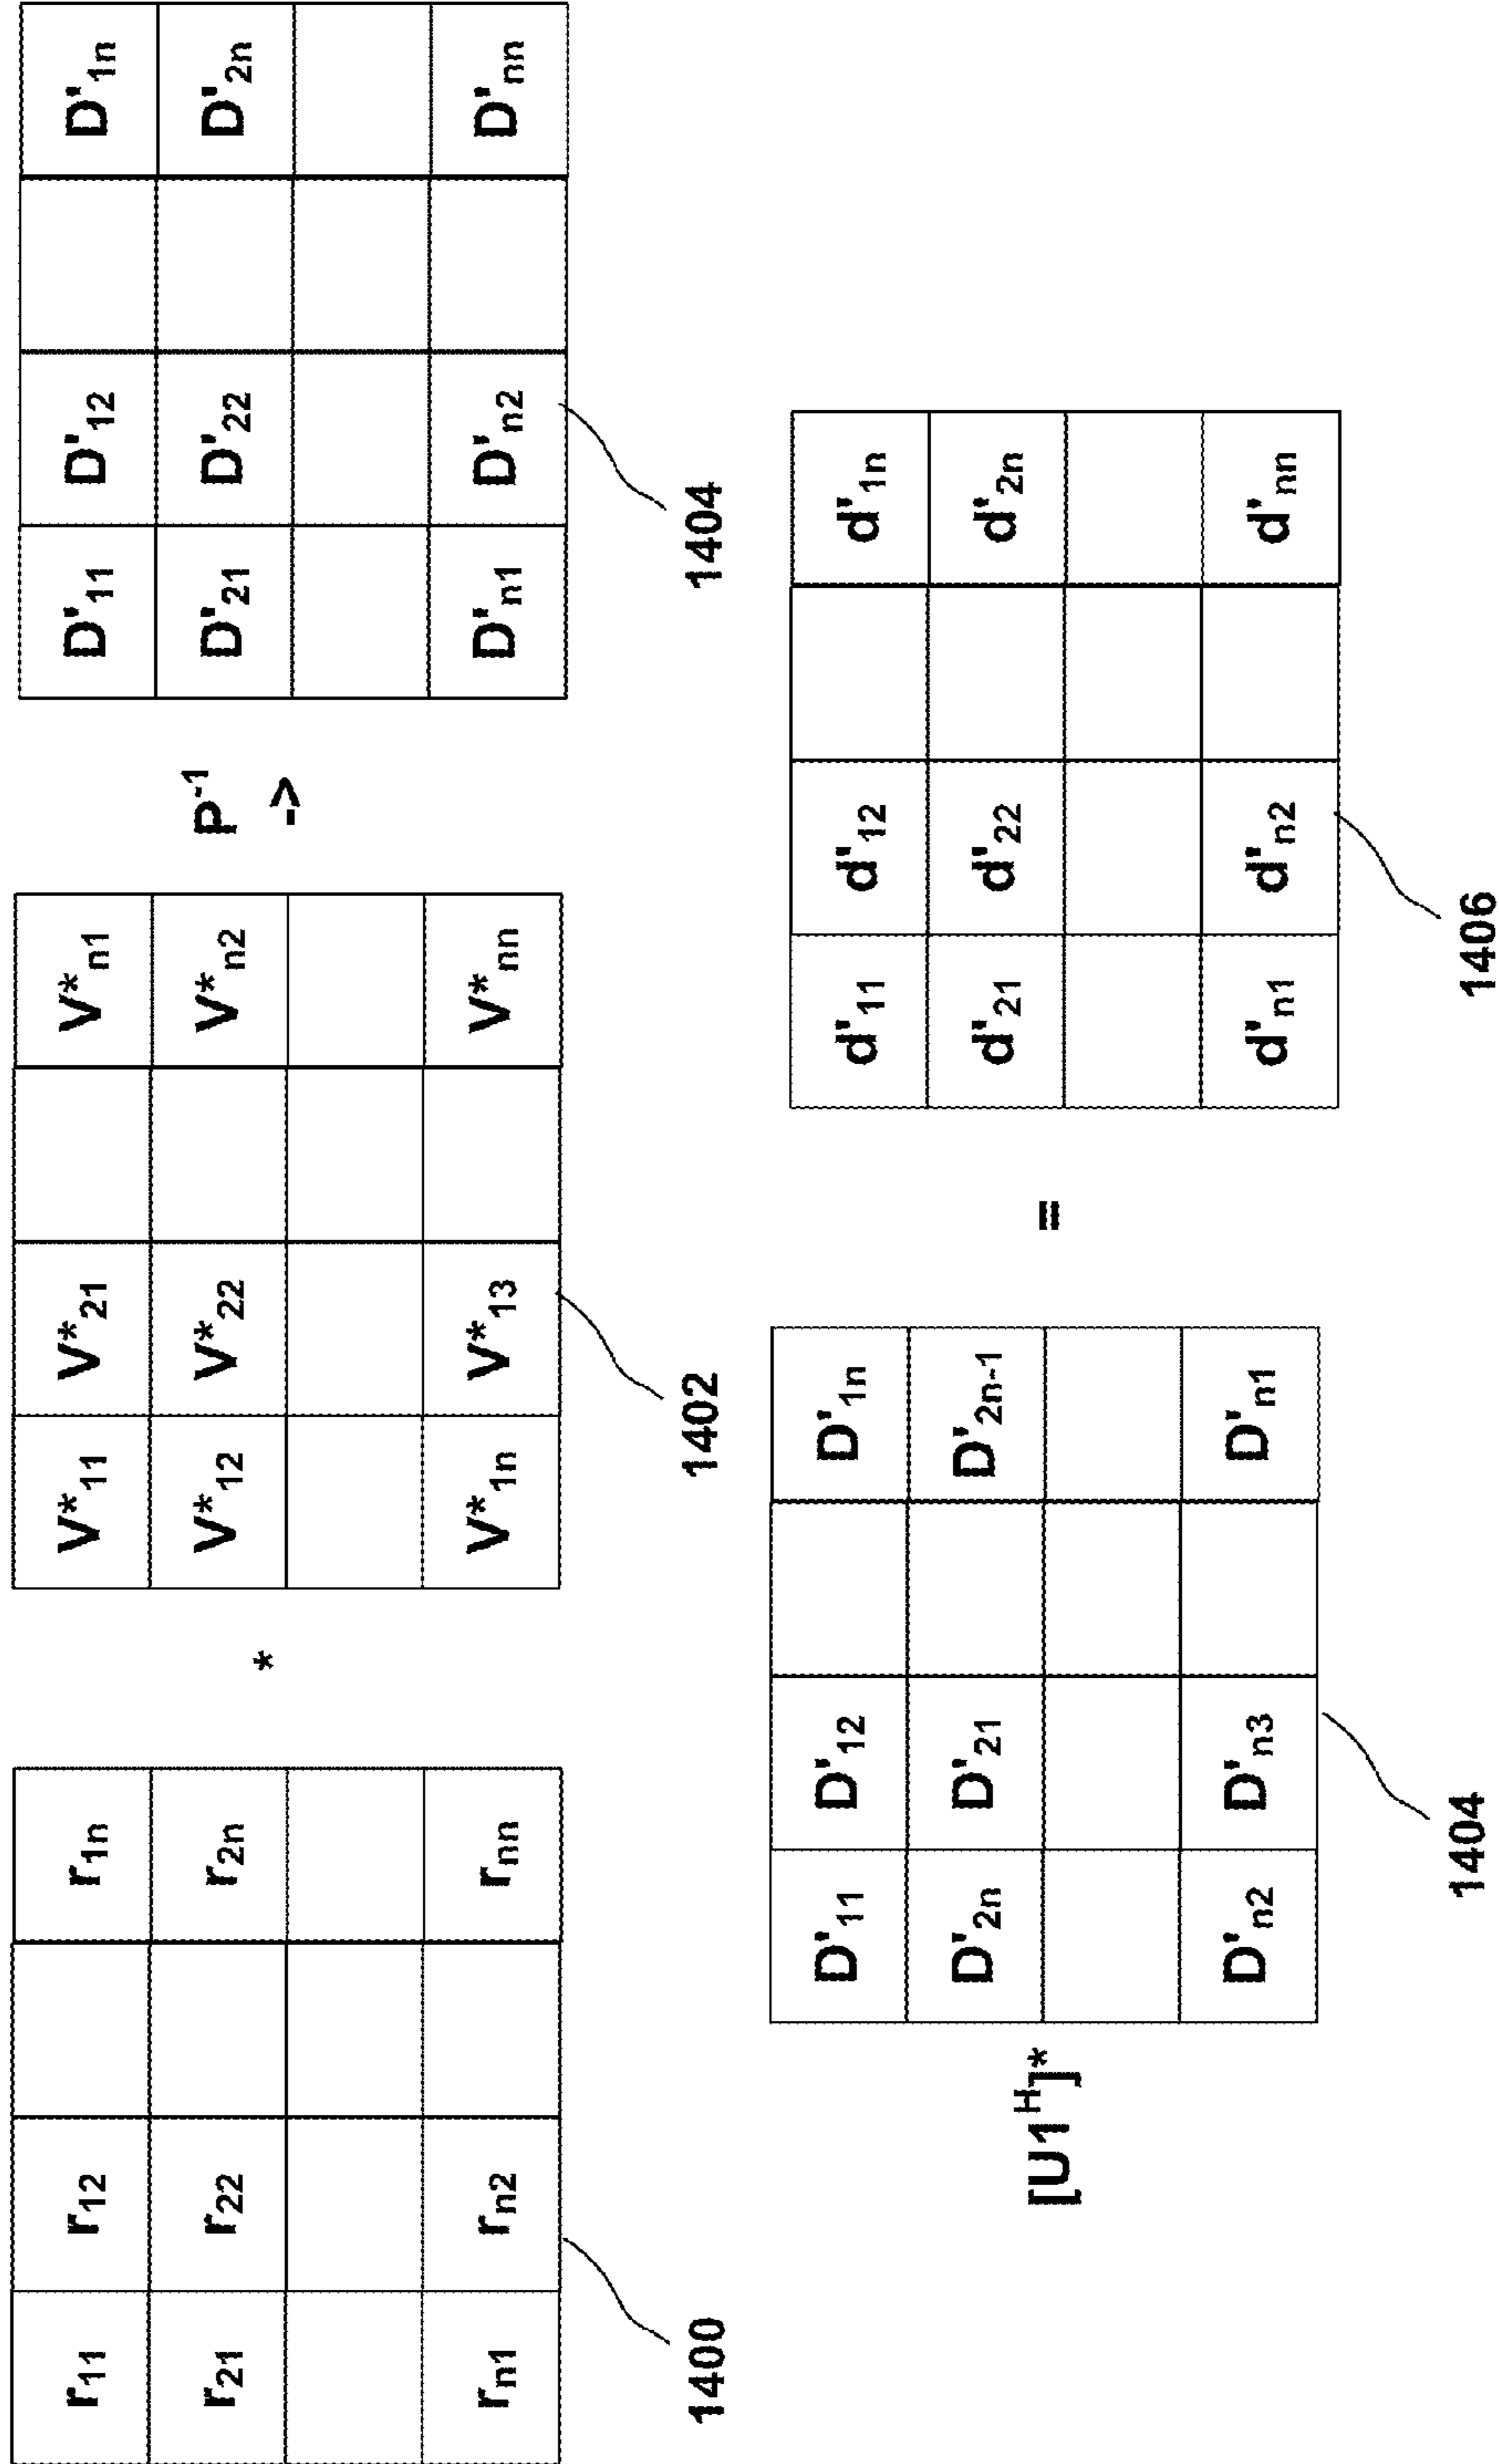 r11 r12 r1n
r21 r22 r2n
rn1 rn2 rnn
1400
*
V*11 V*21 V*n1
V*12 V*22 V*n2
V*1n V*13 V*nn
1402
P-1
->
D'11 D'12 D'1n
D'21 D'22 D'2n
D'n1 D'n2 D'nn
1404
[U1H]*
D'11 D'12 D'1n
D'2n D'21 D'2n-1
D'n2 D'n3 D'n1
1404
=
d'11 d'12 d'1n
d'21 d'22 d'2n
d'n1 d'n2 d'nn
1406